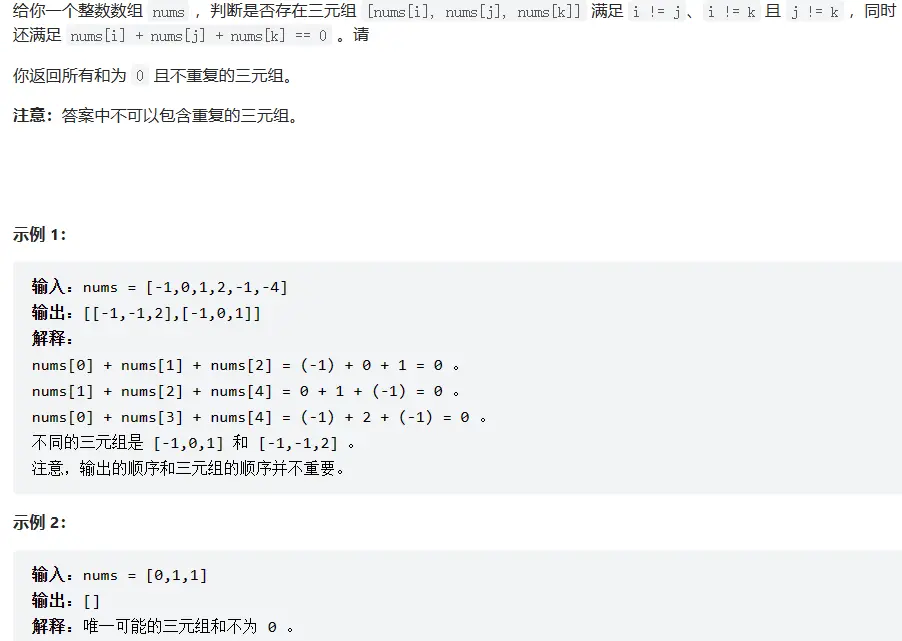 给你一个整数数组 nums ，判断是否存在三元组 [nums[i], nums[j], nums[k]] 满足 i != j 、 i != k 且 j != k ，同时
还满足 nums[i] + nums[j] + nums[k] == 0 。请
你返回所有和为 0 且不重复的三元组。
注意：答案中不可以包含重复的三元组。
示例 1：
输入：nums = [-1,0,1,2,-1,-4]
输出：[[-1,-1,2],[-1,0,1]]
解释：
nums[0] + nums[1] + nums[2] = (-1) + 0 + 1 = 0 。
nums[1] + nums[2] + nums[4] = 0 + 1 + (-1) = 0 。
nums[0] + nums[3] + nums[4] = (-1) + 2 + (-1) = 0 。
不同的三元组是 [-1,0,1] 和 [-1,-1,2] 。
注意，输出的顺序和三元组的顺序并不重要。
示例 2：
输入：nums = [0,1,1]
输出：[]
解释：唯一可能的三元组和不为 0 。